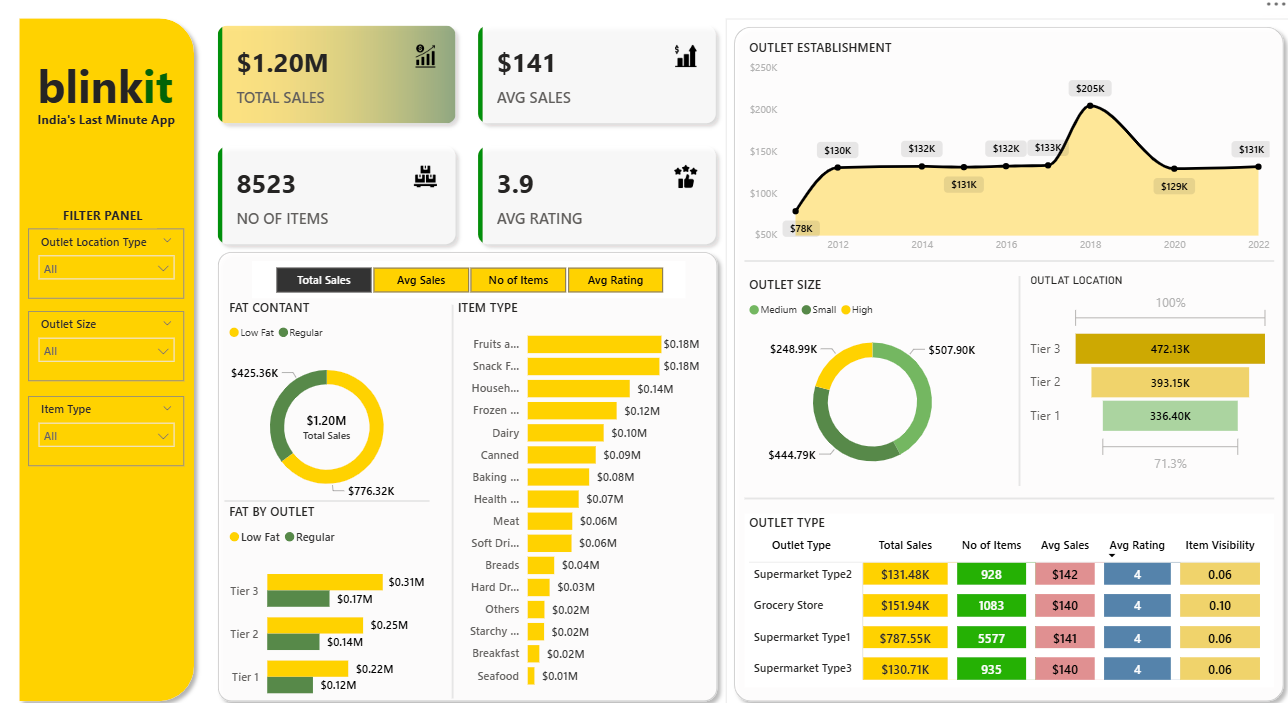 blinkit
India's Last Minute App
FILTER PANEL
Outlet Location Type
All
Outlet Size
All
Item Type
All
$1.20M
TOTAL SALES
$141
AVG SALES
8523
NO OF ITEMS
3.9
AVG RATING
Total Sales Avg Sales No of Items Avg Rating
FAT CONTANT
Low Fat Regular
$425.36K
$1.20M
Total Sales
$776.32K
FAT BY OUTLET
Low Fat Regular
Tier 3 $0.31M
$0.17M
Tier 2 $0.25M
$0.14M
Tier 1 $0.22M
$0.12M
ITEM TYPE
Fruits a... $0.18M
Snack F... $0.18M
Househ... $0.14M
Frozen ... $0.12M
Dairy $0.10M
Canned $0.09M
Baking ... $0.08M
Health ... $0.07M
Meat $0.06M
Soft Dri... $0.06M
Breads $0.04M
Hard Dr... $0.03M
Others $0.02M
Starchy ... $0.02M
Breakfast $0.02M
Seafood $0.01M
OUTLET ESTABLISHMENT
$250K
$200K
$150K
$100K
$50K
$78K
$130K
$132K
$131K
$132K
$133K
$205K
$129K
$131K
2012 2014 2016 2018 2020 2022
OUTLET SIZE
Medium Small High
$248.99K
$507.90K
$444.79K
OUTLAT LOCATION
100%
Tier 3 472.13K
Tier 2 393.15K
Tier 1 336.40K
71.3%
OUTLET TYPE
Outlet Type Total Sales No of Items Avg Sales Avg Rating Item Visibility
Supermarket Type2 $131.48K 928 $142 4 0.06
Grocery Store $151.94K 1083 $140 4 0.10
Supermarket Type1 $787.55K 5577 $141 4 0.06
Supermarket Type3 $130.71K 935 $140 4 0.06